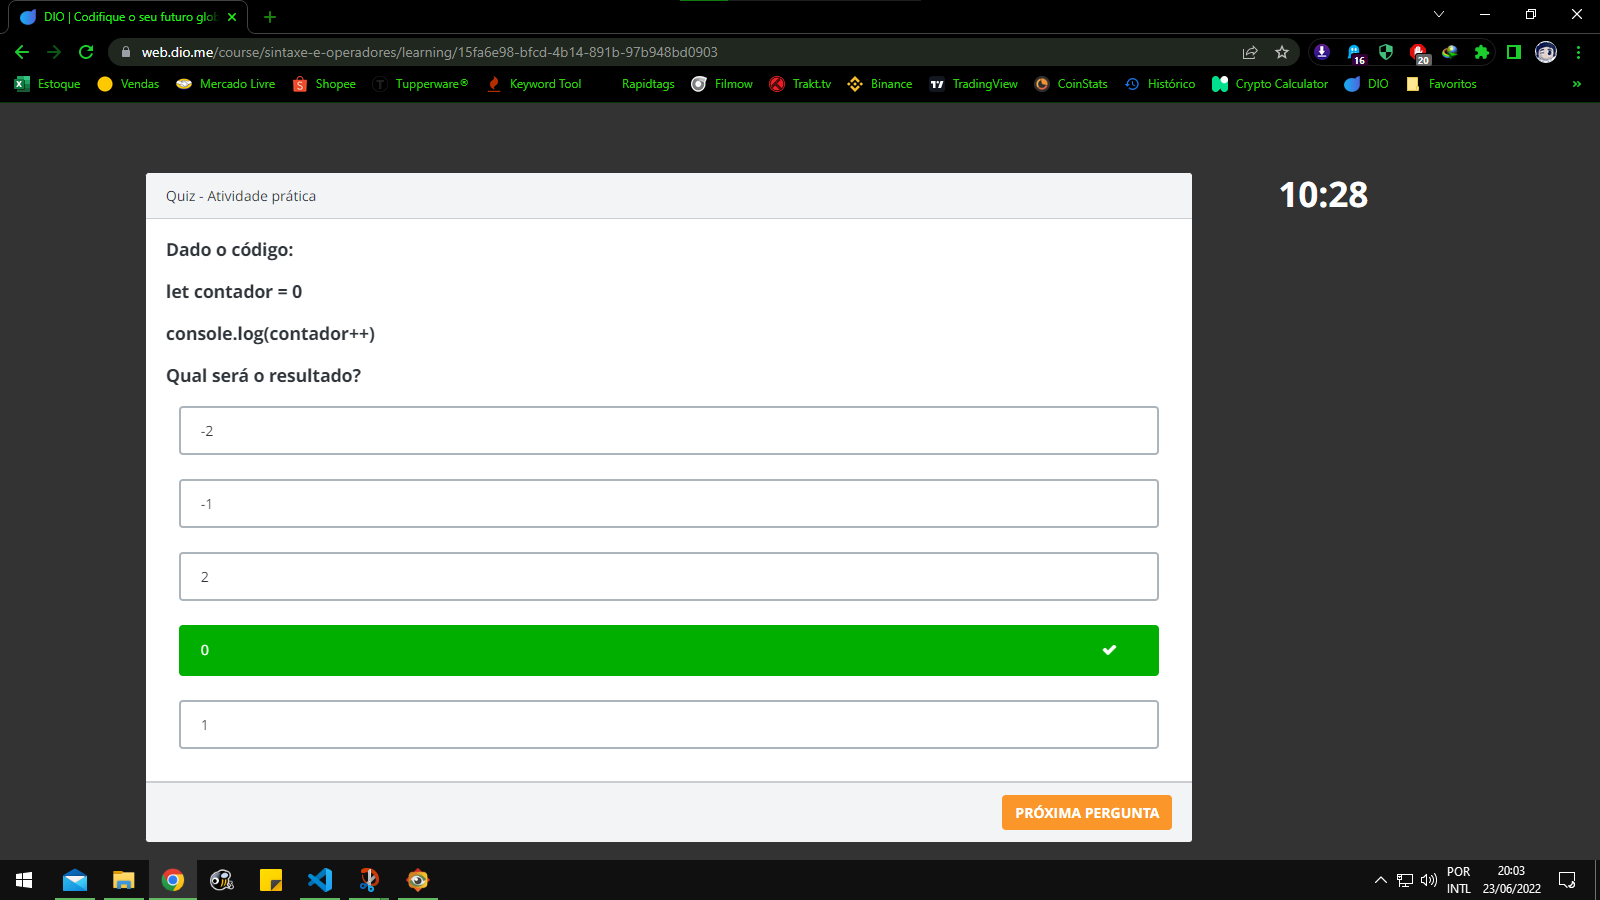 DIO | Codifique o seu futuro glob
web.dio.me/course/sintaxe-e-operadores/learning/15fa6e98-bfcd-4b14-891b-97b948bd0903
16
20
Estoque
Vendas
Mercado Livre
Shopee
Tupperware®
Keyword Tool
Rapidtags
Filmow
Trakt.tv
Binance
TradingView
CoinStats
Histórico
Crypto Calculator
DIO
Favoritos
»
Quiz - Atividade prática
10:28
Dado o código:
let contador = 0
console.log(contador++)
Qual será o resultado?
-2
-1
2
0
1
PRÓXIMA PERGUNTA
POR
INTL
20:03
23/06/2022